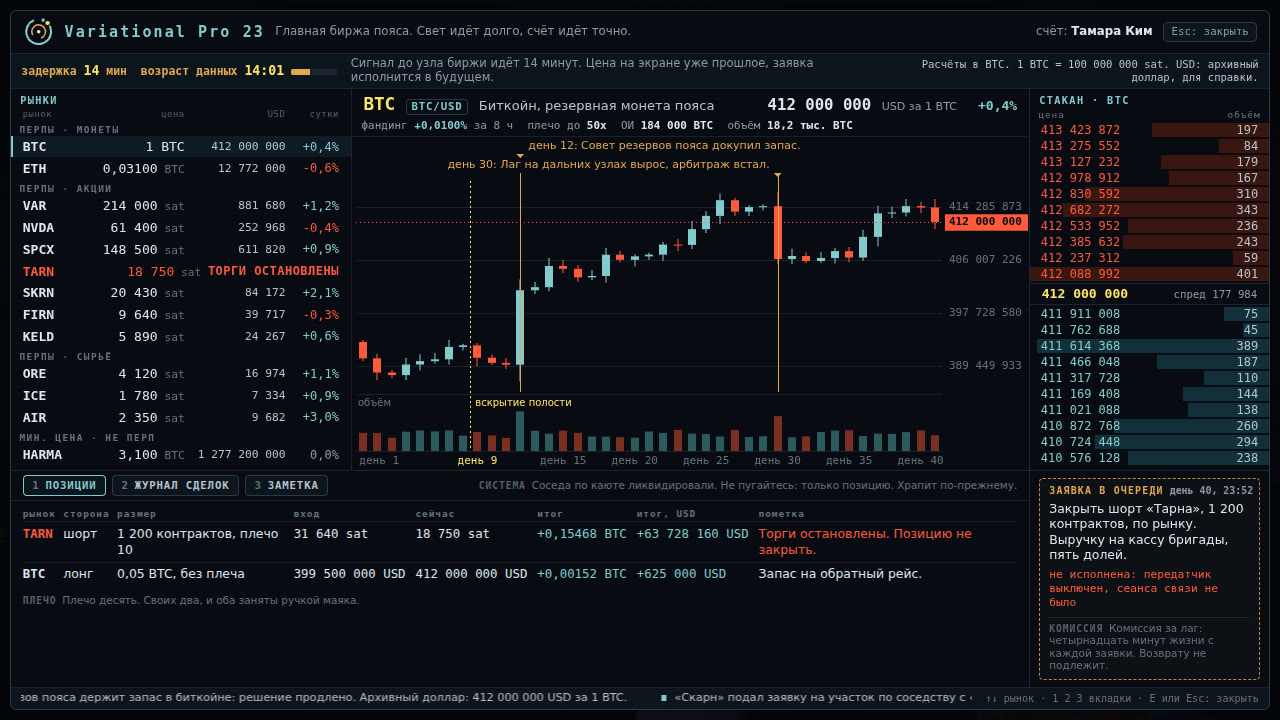 Variational Pro 23
Главная биржа пояса. Свет идёт долго, счёт идёт точно.
счёт: Тамара Ким
Esc: закрыть
задержка 14 мин возраст данных 14:01
Сигнал до узла биржи идёт 14 минут. Цена на экране уже прошлое, заявка
исполнится в будущем.
Расчёты в BTC. 1 BTC = 100 000 000 sat. USD: архивный
доллар, для справки.
РЫНКИ
рынок цена USD сутки
ПЕРПЫ · МОНЕТЫ
BTC 1 BTC 412 000 000 +0,4%
ETH 0,03100 BTC 12 772 000 -0,6%
ПЕРПЫ · АКЦИИ
VAR 214 000 sat 881 680 +1,2%
NVDA 61 400 sat 252 968 -0,4%
SPCX 148 500 sat 611 820 +0,9%
TARN 18 750 sat ТОРГИ ОСТАНОВЛЕНЫ
SKRN 20 430 sat 84 172 +2,1%
FIRN 9 640 sat 39 717 -0,3%
KELD 5 890 sat 24 267 +0,6%
ПЕРПЫ · СЫРЬЁ
ORE 4 120 sat 16 974 +1,1%
ICE 1 780 sat 7 334 +0,9%
AIR 2 350 sat 9 682 +3,0%
МИН. ЦЕНА · НЕ ПЕРП
HARMA 3,100 BTC 1 277 200 000 0,0%
BTC BTC/USD Биткойн, резервная монета пояса 412 000 000 USD за 1 BTC +0,4%
фандинг +0,0100% за 8 ч плечо до 50x ОИ 184 000 BTC объём 18,2 тыс. BTC
день 12: Совет резервов пояса докупил запас.
день 30: Лаг на дальних узлах вырос, арбитраж встал.
414 285 873
412 000 000
406 007 226
397 728 580
389 449 933
объём
вскрытие полости
день 1 день 9 день 15 день 20 день 25 день 30 день 35 день 40
СТАКАН · BTC
цена объём
413 423 872 197
413 275 552 84
413 127 232 179
412 978 912 167
412 830 592 310
412 682 272 343
412 533 952 236
412 385 632 243
412 237 312 59
412 088 992 401
412 000 000 спред 177 984
411 911 008 75
411 762 688 45
411 614 368 389
411 466 048 187
411 317 728 110
411 169 408 144
411 021 088 138
410 872 768 260
410 724 448 294
410 576 128 238
1 ПОЗИЦИИ 2 ЖУРНАЛ СДЕЛОК 3 ЗАМЕТКА
СИСТЕМА Соседа по каюте ликвидировали. Не пугайтесь: только позицию. Храпит по-прежнему.
рынок сторона размер вход сейчас итог итог, USD пометка
TARN шорт 1 200 контрактов, плечо 10 31 640 sat 18 750 sat +0,15468 BTC +63 728 160 USD Торги остановлены. Позицию не закрыть.
BTC лонг 0,05 BTC, без плеча 399 500 000 USD 412 000 000 USD +0,00152 BTC +625 000 USD Запас на обратный рейс.
ПЛЕЧО Плечо десять. Своих два, и оба заняты ручкой маяка.
ЗАЯВКА В ОЧЕРЕДИ день 40, 23:52
Закрыть шорт «Тарна», 1 200
контрактов, по рынку.
Выручку на кассу бригады,
пять долей.
не исполнена: передатчик
выключен, сеанса связи не
было
КОМИССИЯ Комиссия за лаг:
четырнадцать минут жизни с
каждой заявки. Возврату не
подлежит.
зов пояса держит запас в биткойне: решение продлено. Архивный доллар: 412 000 000 USD за 1 BTC. «Скарн» подал заявку на участок по соседству с
↑↓ рынок · 1 2 3 вкладки · E или Esc: закрыть